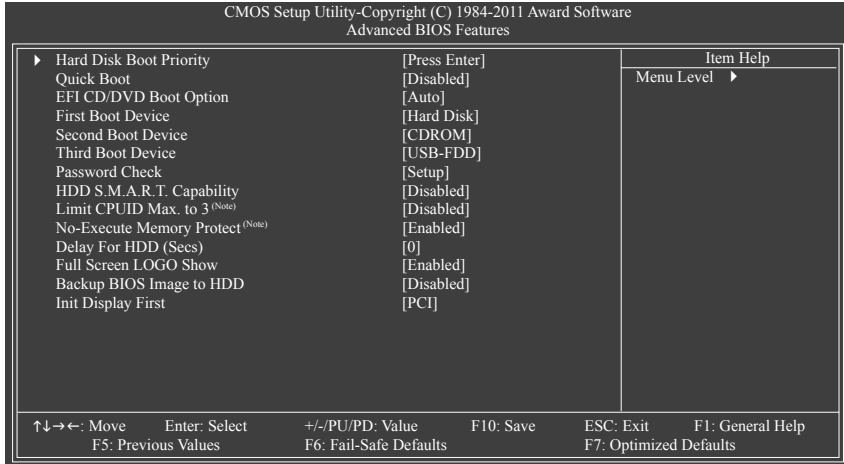 CMOS Setup Utility-Copyright (C) 1984-2011 Award Software
Advanced BIOS Features
Hard Disk Boot Priority [Press Enter]
Quick Boot [Disabled]
EFI CD/DVD Boot Option [Auto]
First Boot Device [Hard Disk]
Second Boot Device [CDROM]
Third Boot Device [USB-FDD]
Password Check [Setup]
HDD S.M.A.R.T. Capability [Disabled]
Limit CPUID Max. to 3 (Note) [Disabled]
No-Execute Memory Protect (Note) [Enabled]
Delay For HDD (Secs) [0]
Full Screen LOGO Show [Enabled]
Backup BIOS Image to HDD [Disabled]
Init Display First [PCI]
Item Help
Menu Level ▶
↑↓→←: Move Enter: Select +/-/PU/PD: Value F10: Save ESC: Exit F1: General Help
F5: Previous Values F6: Fail-Safe Defaults F7: Optimized Defaults